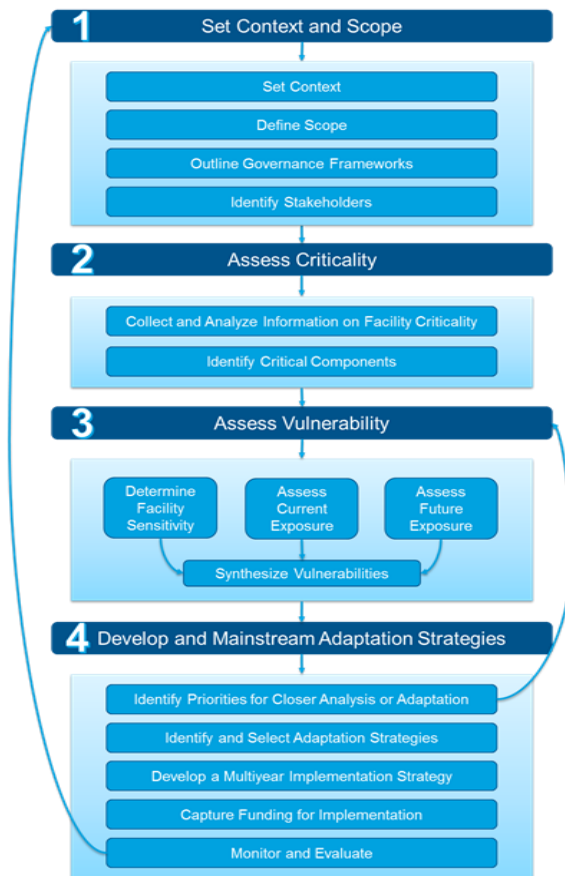 1 Set Context and Scope
Set Context
Define Scope
Outline Governance Frameworks
Identify Stakeholders
2 Assess Criticality
Collect and Analyze Information on Facility Criticality
Identify Critical Components
3 Assess Vulnerability
Determine
Facility
Sensitivity
Assess
Current
Exposure
Assess
Future
Exposure
Synthesize Vulnerabilities
4 Develop and Mainstream Adaptation Strategies
Identify Priorities for Closer Analysis or Adaptation
Identify and Select Adaptation Strategies
Develop a Multiyear Implementation Strategy
Capture Funding for Implementation
Monitor and Evaluate